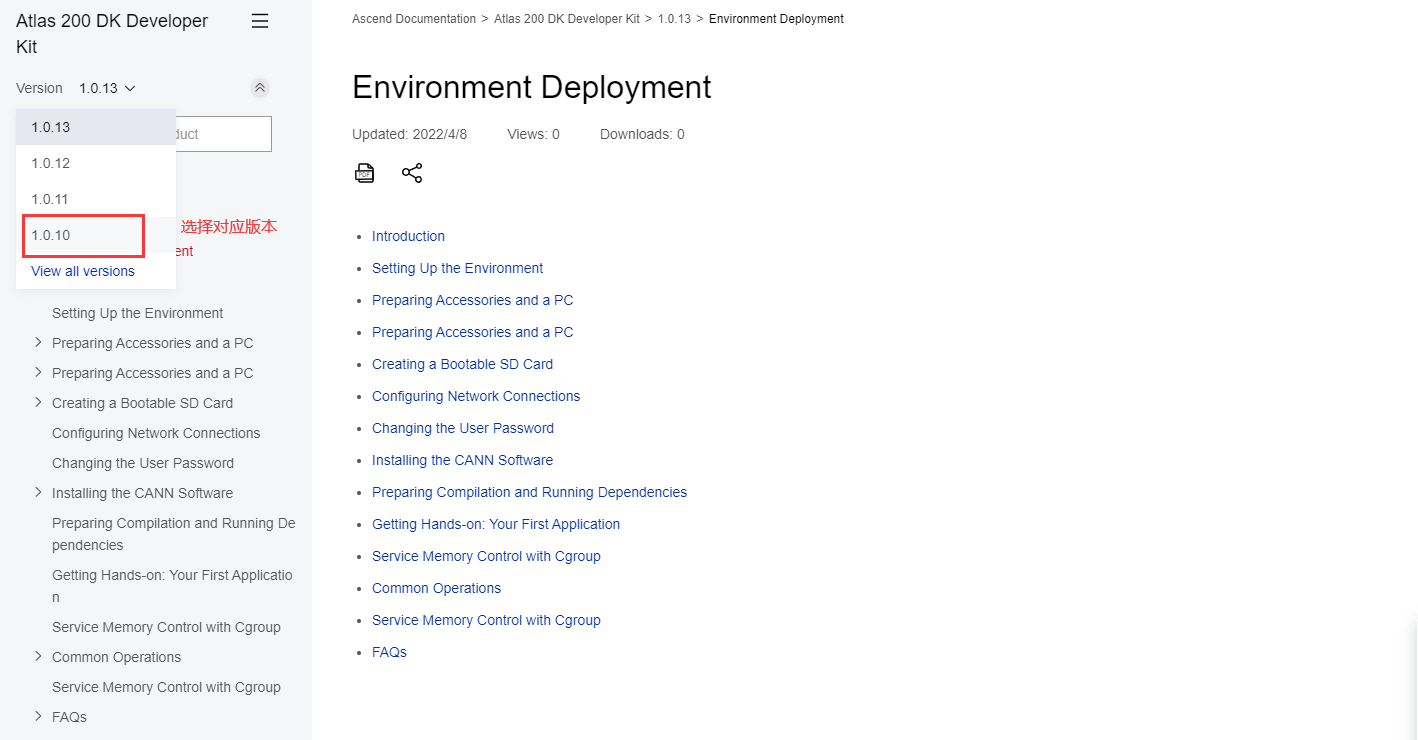 Atlas 200 DK Developer
Kit
Version 1.0.13
1.0.13
1.0.12
1.0.11
1.0.10
View all versions
duct
选择对应版本
ent
Setting Up the Environment
Preparing Accessories and a PC
Preparing Accessories and a PC
Creating a Bootable SD Card
Configuring Network Connections
Changing the User Password
Installing the CANN Software
Preparing Compilation and Running De
pendencies
Getting Hands-on: Your First Applicatio
n
Service Memory Control with Cgroup
Common Operations
Service Memory Control with Cgroup
FAQs
Ascend Documentation > Atlas 200 DK Developer Kit > 1.0.13 > Environment Deployment
Environment Deployment
Updated: 2022/4/8 Views: 0 Downloads: 0
PDF
Introduction
Setting Up the Environment
Preparing Accessories and a PC
Preparing Accessories and a PC
Creating a Bootable SD Card
Configuring Network Connections
Changing the User Password
Installing the CANN Software
Preparing Compilation and Running Dependencies
Getting Hands-on: Your First Application
Service Memory Control with Cgroup
Common Operations
Service Memory Control with Cgroup
FAQs